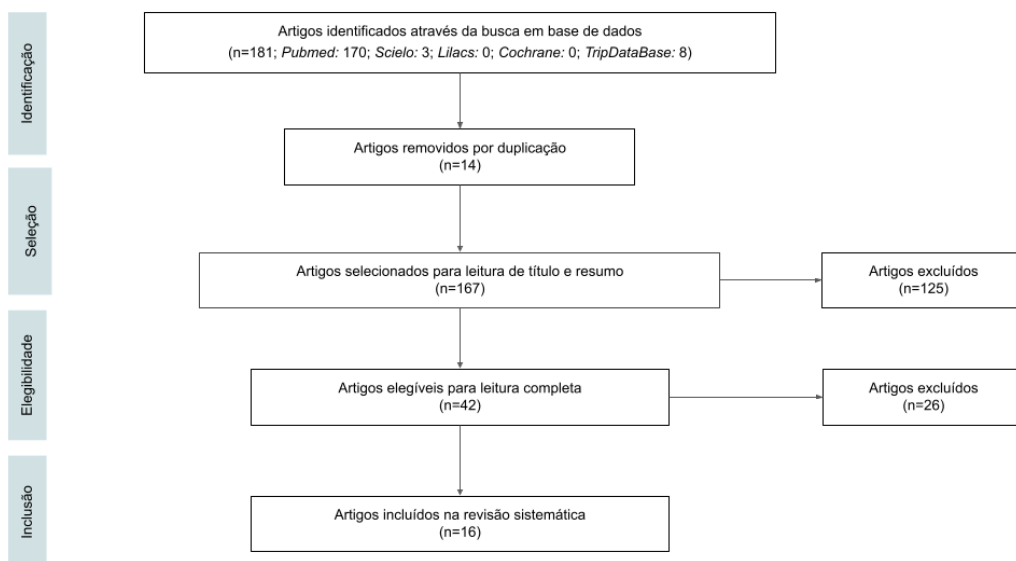 Identificação
Artigos identificados através da busca em base de dados
(n=181; Pubmed: 170; Scielo: 3; Lilacs: 0; Cochrane: 0; TripDataBase: 8)
Artigos removidos por duplicação
(n=14)
Seleção
Artigos selecionados para leitura de título e resumo
(n=167)
Artigos excluídos
(n=125)
Elegibilidade
Artigos elegíveis para leitura completa
(n=42)
Artigos excluídos
(n=26)
Inclusão
Artigos incluídos na revisão sistemática
(n=16)